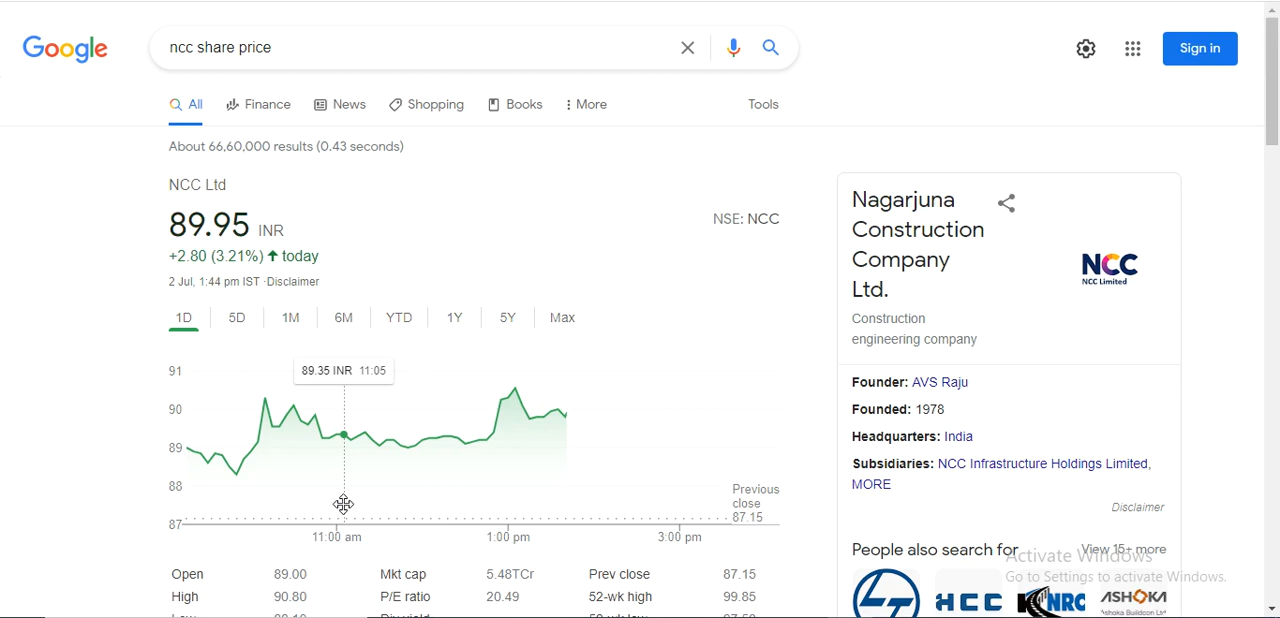 Google
ncc share price
Sign in
All Finance News Shopping Books More Tools
About 66,60,000 results (0.43 seconds)
NCC Ltd
89.95 INR
NSE: NCC
+2.80 (3.21%) today
2 Jul, 1:44 pm IST ·Disclaimer
1D 5D 1M 6M YTD 1Y 5Y Max
89.35 INR 11:05
91
90
89
88
87
Previous
close
87.15
11:00 am 1:00 pm 3:00 pm
Open 89.00 Mkt cap 5.48TCr Prev close 87.15
High 90.80 P/E ratio 20.49 52-wk high 99.85
Nagarjuna
Construction
Company
Ltd.
NCC
NCC Limited
Construction
engineering company
Founder: AVS Raju
Founded: 1978
Headquarters: India
Subsidiaries: NCC Infrastructure Holdings Limited,
MORE
Disclaimer
People also search for View 15+ more
Activate Windows
Go to Settings to activate Windows.
HCC
KNRC
ASHOKA
Ashoka Buildcon Ltd